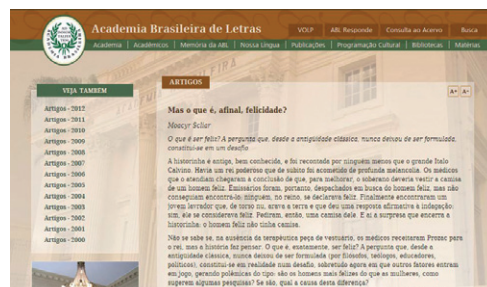 Academia Brasileira de Letras
VOLP
ABL Responde
Consulta ao Acervo
Busca
Academia | Acadêmicos | Memória da ABL | Nossa Língua | Publicações | Programação Cultural | Bibliotecas | Matérias
VEJA TAMBÉM
Artigos - 2012
Artigos - 2011
Artigos - 2010
Artigos - 2009
Artigos - 2008
Artigos - 2007
Artigos - 2006
Artigos - 2005
Artigos - 2004
Artigos - 2003
Artigos - 2002
Artigos - 2001
Artigos - 2000
ARTIGOS
A+ A-
Mas o que é, afinal, felicidade?
Moacyr Scliar
O que é ser feliz? A pergunta que, desde a antiguidade clássica, nunca deixou de ser formulada,
constitui-se em um desafio
A historinha é antiga, bem conhecida, e foi recontada por ninguém menos que o grande Italo
Calvino. Havia um rei poderoso que de súbito foi acometido de profunda melancolia. Os médicos
que o atendiam chegaram à conclusão de que, para melhorar, o soberano deveria vestir a camisa
de um homem feliz. Emissários foram, portanto, despachados em busca do homem feliz, mas não
conseguiam encontrá-lo: ninguém, no reino, se declarava feliz. Finalmente encontraram um
jovem lavrador que, de torso nu, arava a terra e que deu uma resposta afirmativa à indagação:
sim, ele se considerava feliz. Pediram, então, uma camisa dele. E aí a surpresa que encerra a
historinha: o homem feliz não tinha camisa.
Não se sabe se, na ausência da terapêutica peça de vestuário, os médicos receitaram Prozac para
o rei, mas a história faz pensar. O que é, exatamente, ser feliz? A pergunta que, desde a
antiguidade clássica, nunca deixou de ser formulada (por filósofos, teólogos, educadores,
políticos), constitui-se em realidade num desafio, sobretudo agora em que outros fatores entram
em jogo, gerando polêmicas do tipo: são os homens mais felizes do que as mulheres, como
sugerem algumas pesquisas? Se são, qual a causa desta diferença?